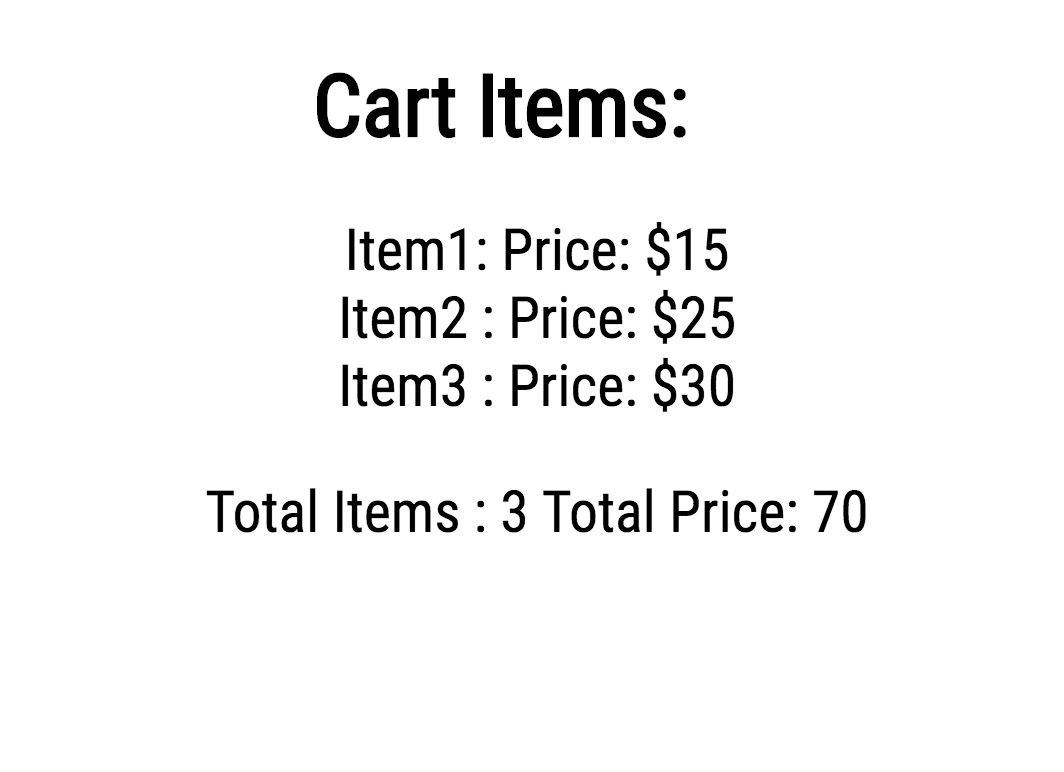 Cart Items:
Item1: Price: $15
Item2 : Price: $25
Item3 : Price: $30
Total Items : 3 Total Price: 70